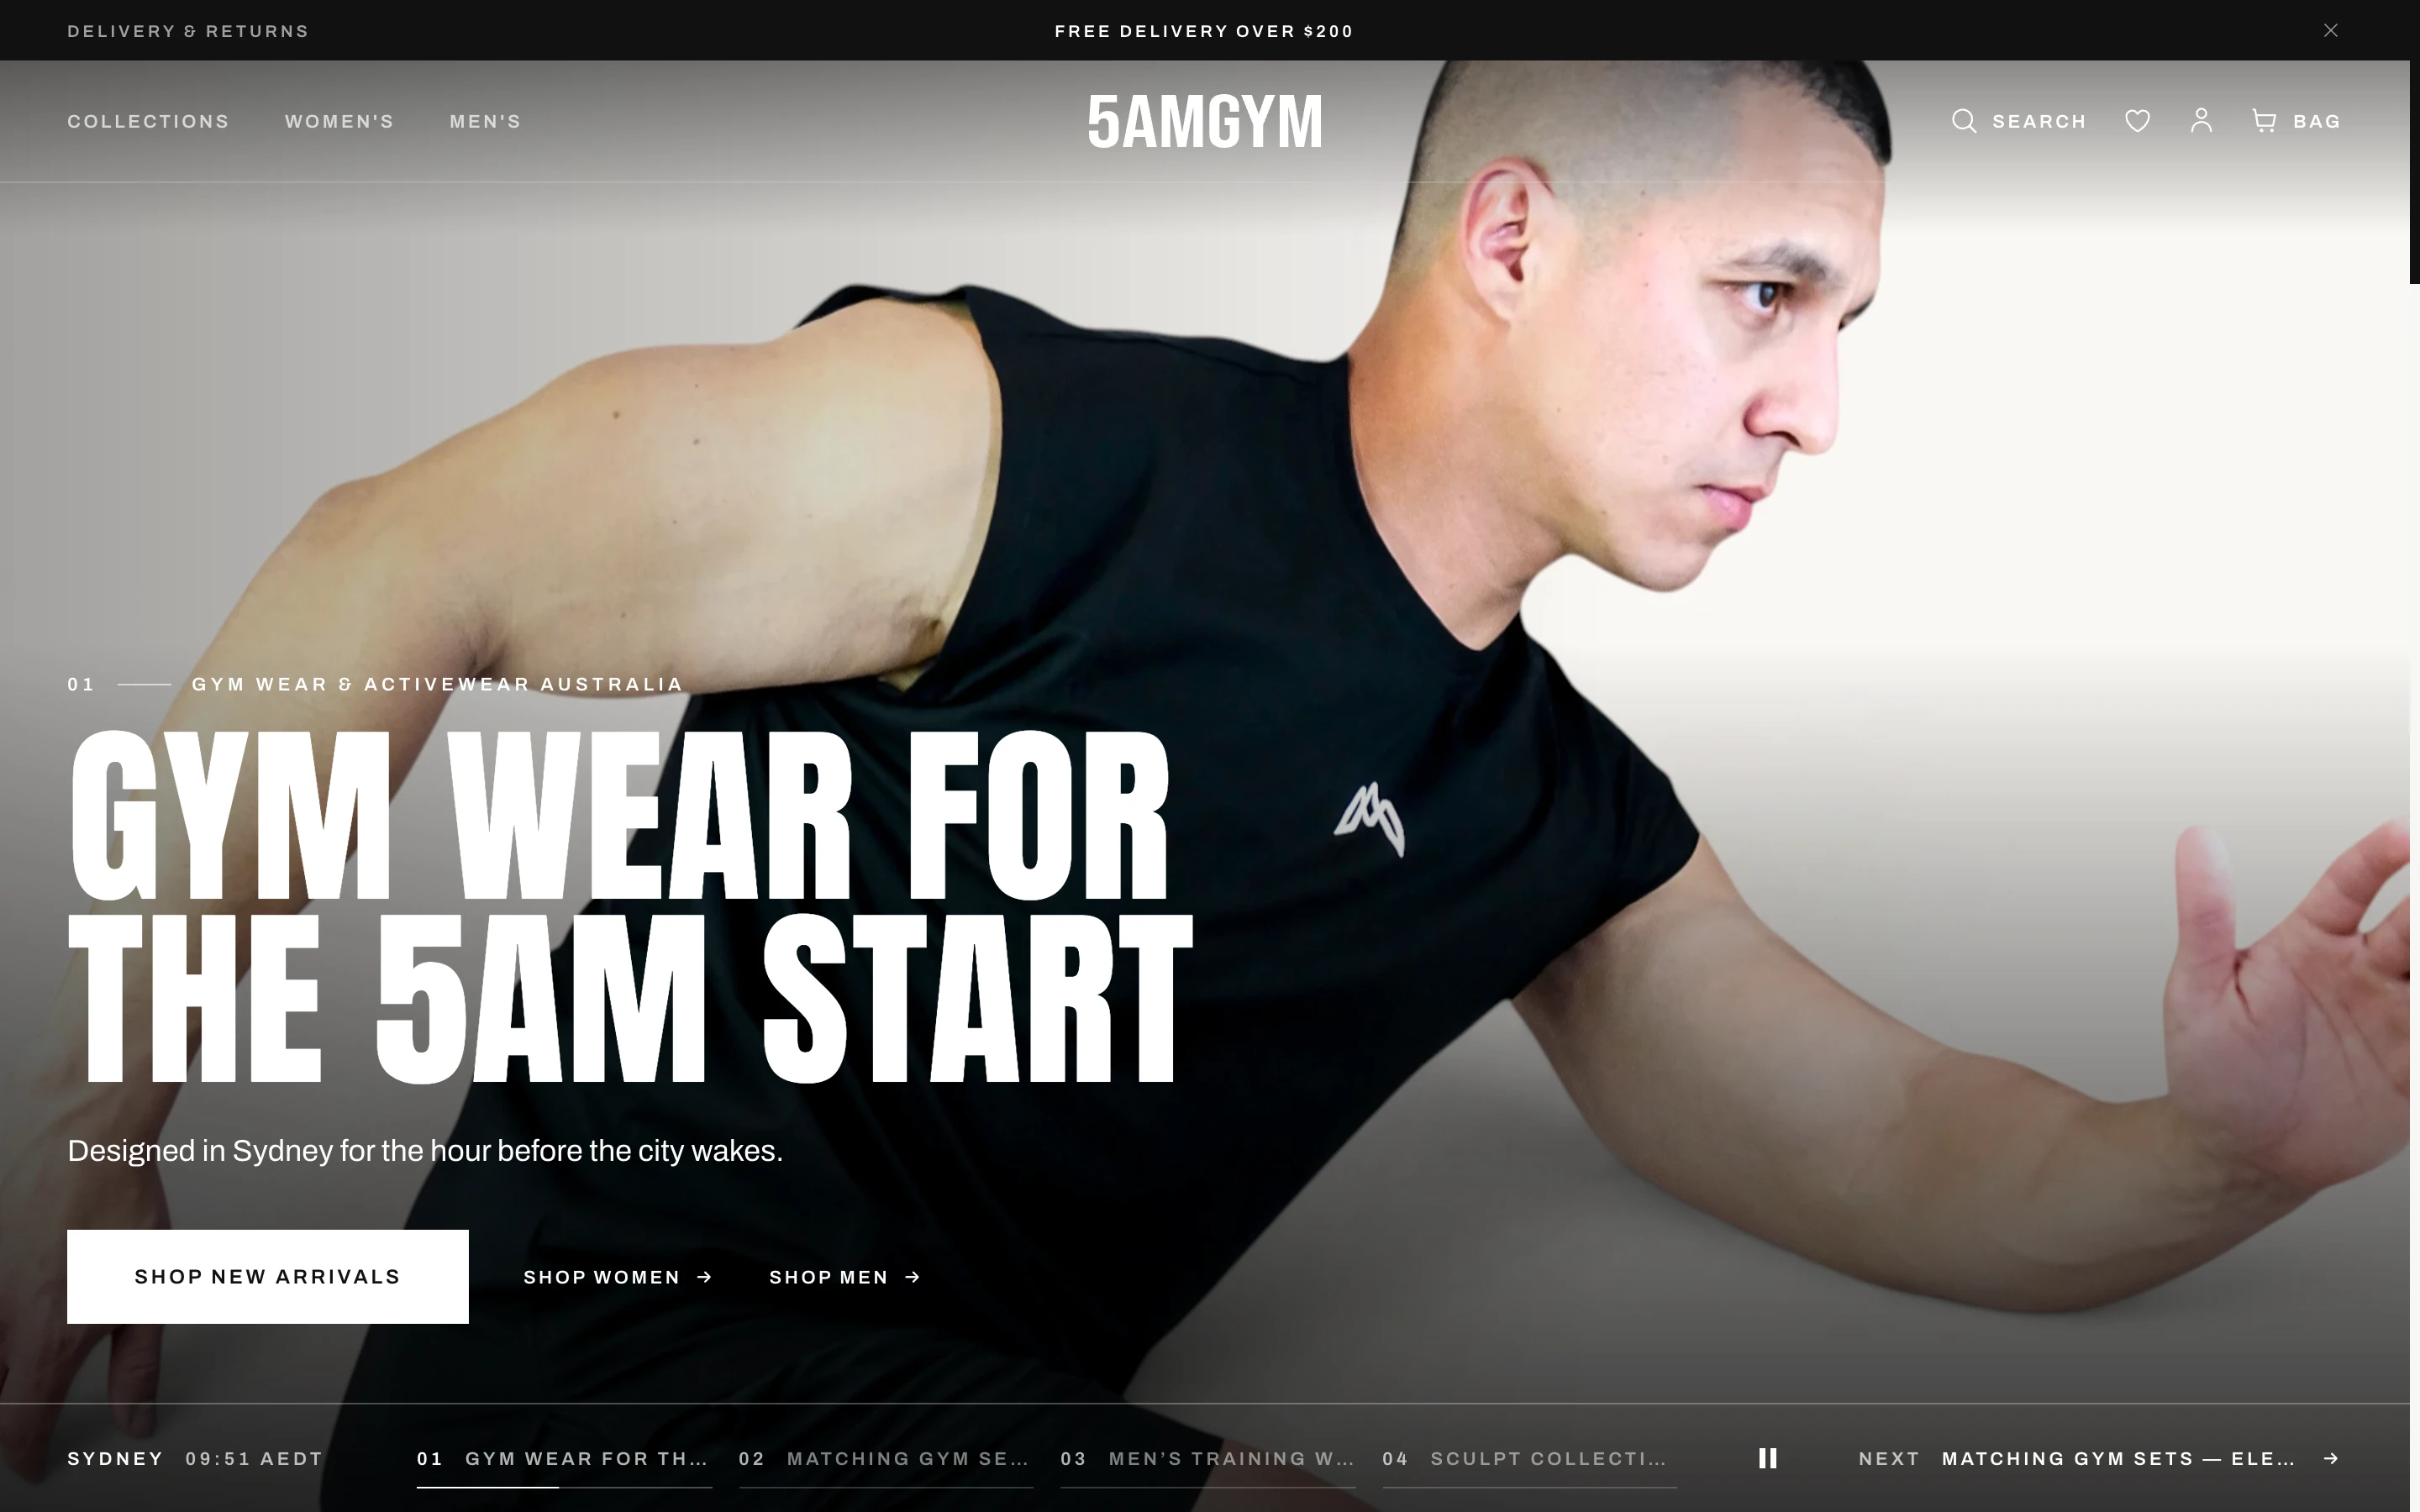 DELIVERY & RETURNS
FREE DELIVERY OVER $200
COLLECTIONS WOMEN'S MEN'S
5AMGYM
SEARCH
BAG
01 GYM WEAR & ACTIVEWEAR AUSTRALIA
GYM WEAR FOR
THE 5AM START
Designed in Sydney for the hour before the city wakes.
SHOP NEW ARRIVALS
SHOP WOMEN →
SHOP MEN →
SYDNEY 09:51 AEDT
01 GYM WEAR FOR TH…
02 MATCHING GYM SE…
03 MEN’S TRAINING W…
04 SCULPT COLLECTI…
NEXT MATCHING GYM SETS — ELE… →